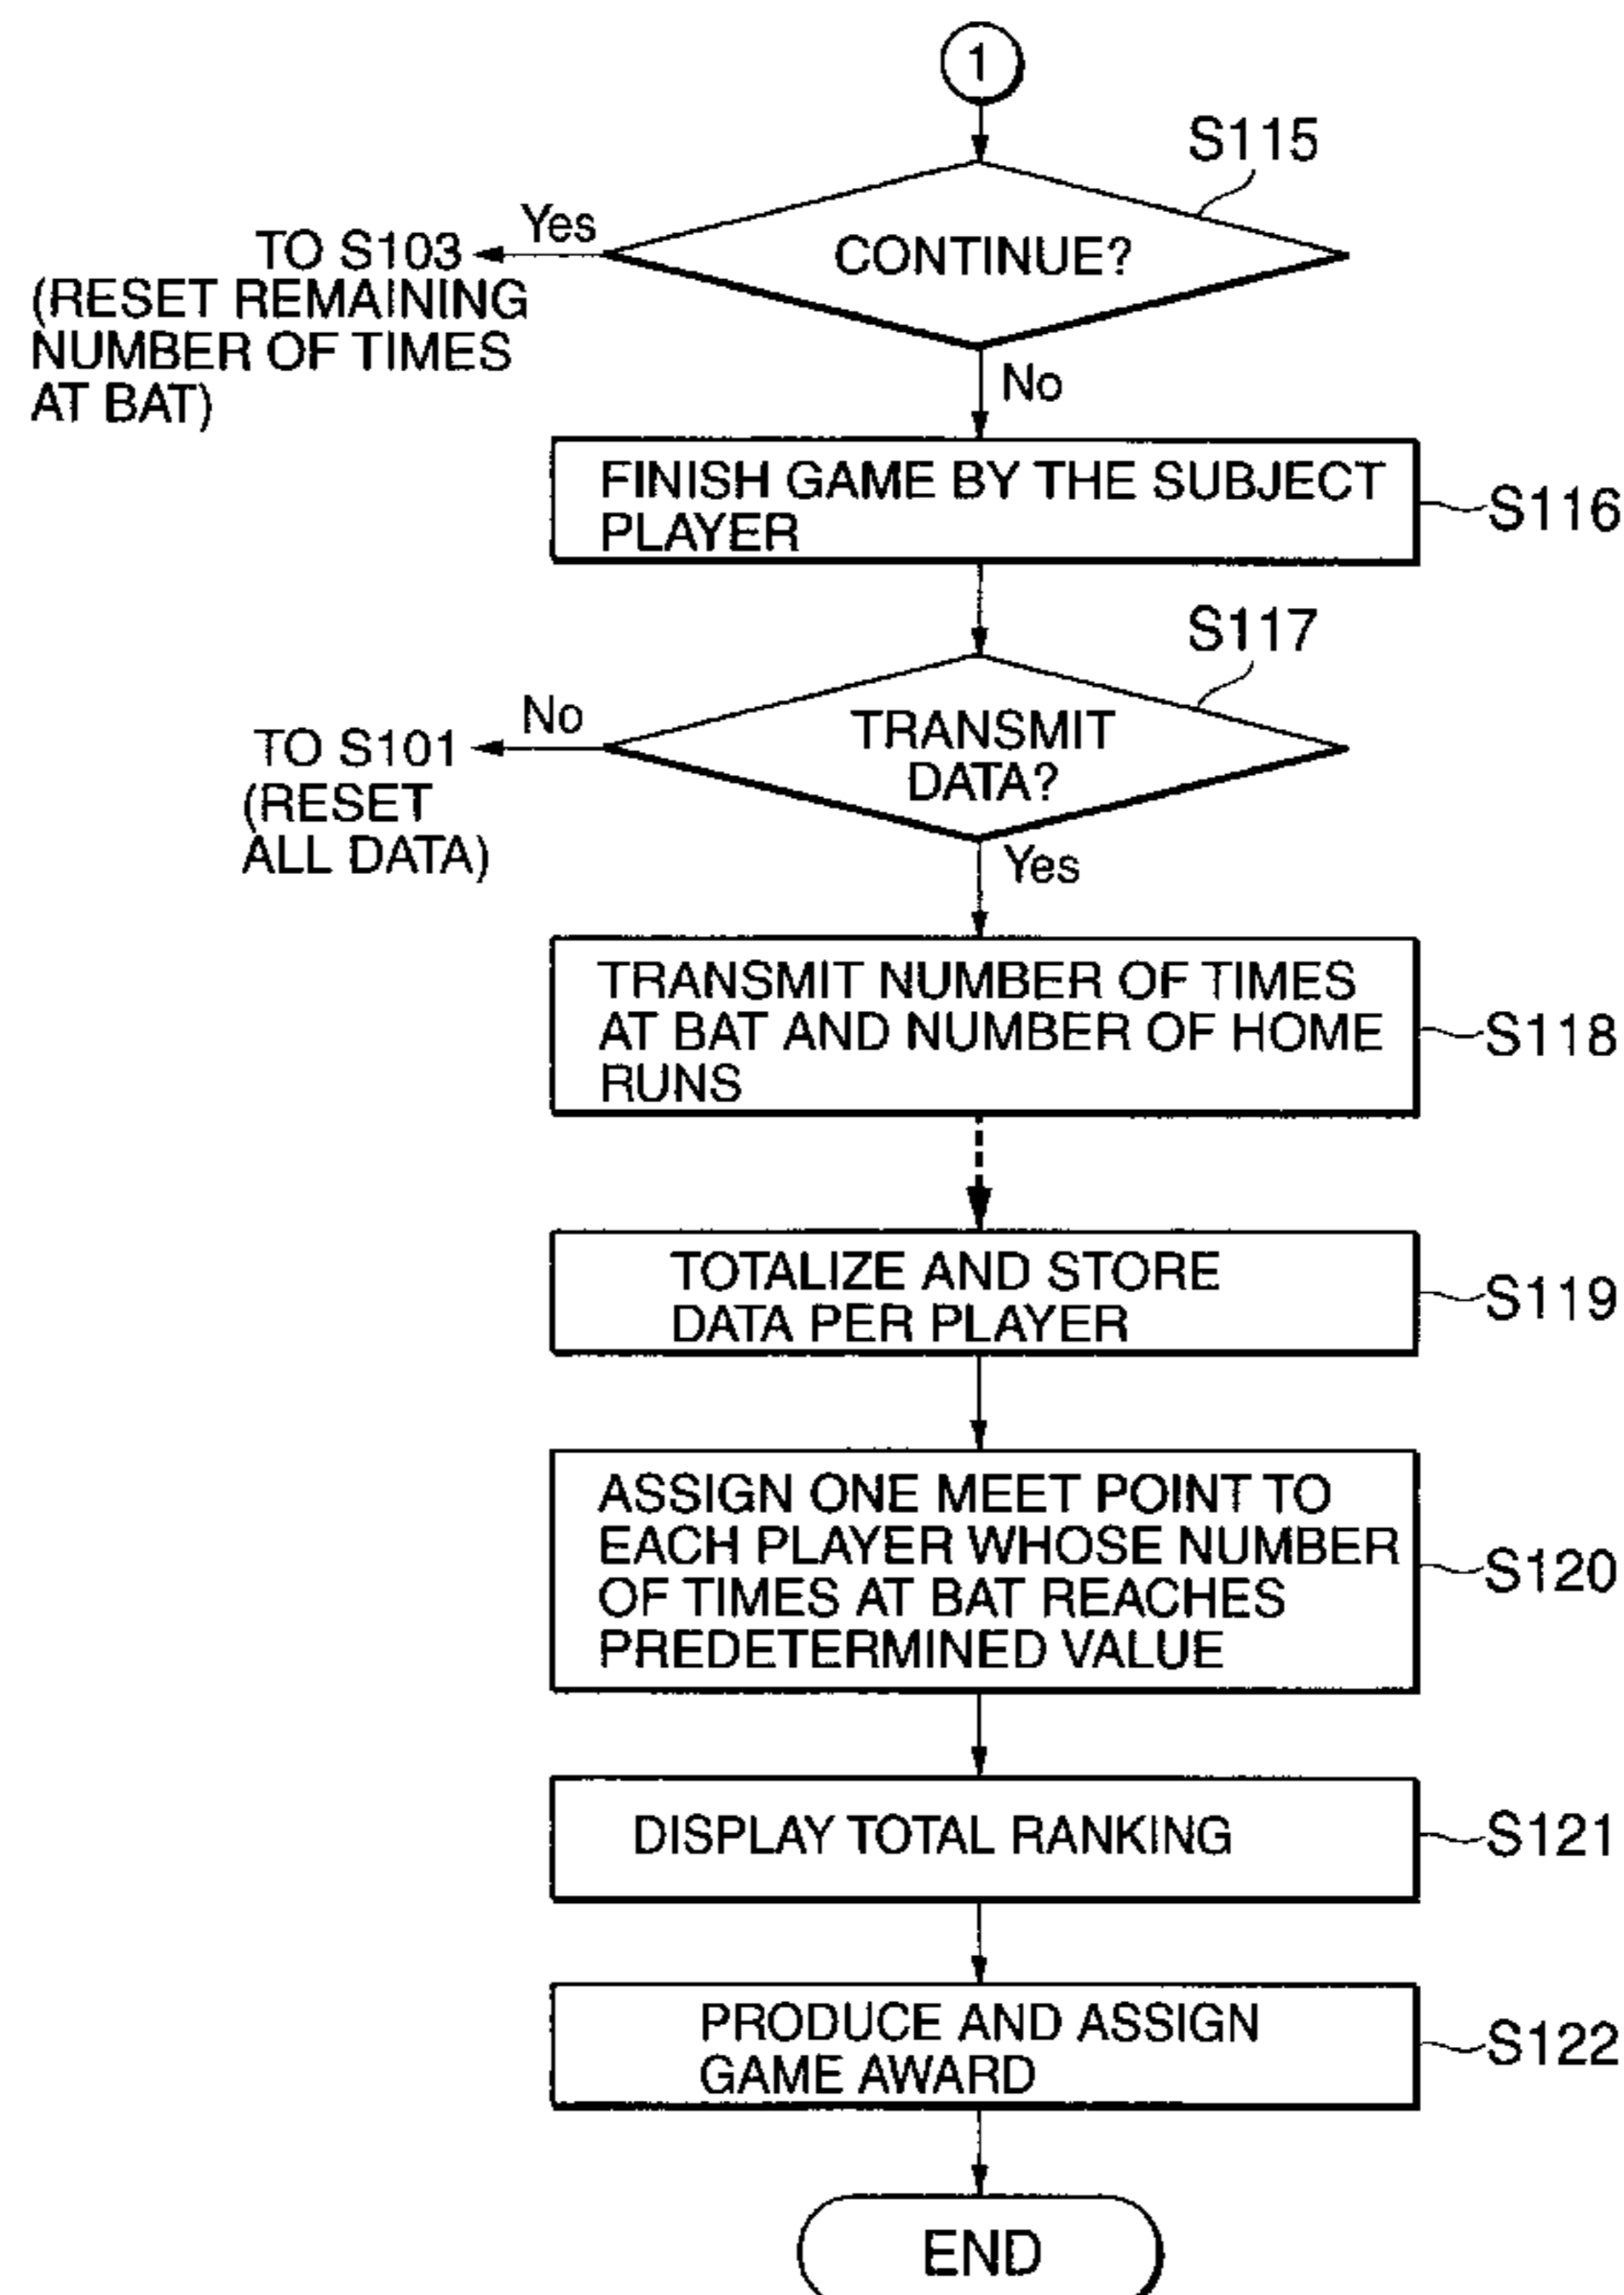 1
S115
CONTINUE?
Yes
TO S103
(RESET REMAINING
NUMBER OF TIMES
AT BAT)
No
FINISH GAME BY THE SUBJECT
PLAYER
S116
S117
TRANSMIT
DATA?
No
TO S101
(RESET
ALL DATA)
Yes
TRANSMIT NUMBER OF TIMES
AT BAT AND NUMBER OF HOME
RUNS
S118
TOTALIZE AND STORE
DATA PER PLAYER
S119
ASSIGN ONE MEET POINT TO
EACH PLAYER WHOSE NUMBER
OF TIMES AT BAT REACHES
PREDETERMINED VALUE
S120
DISPLAY TOTAL RANKING
S121
PRODUCE AND ASSIGN
GAME AWARD
S122
END